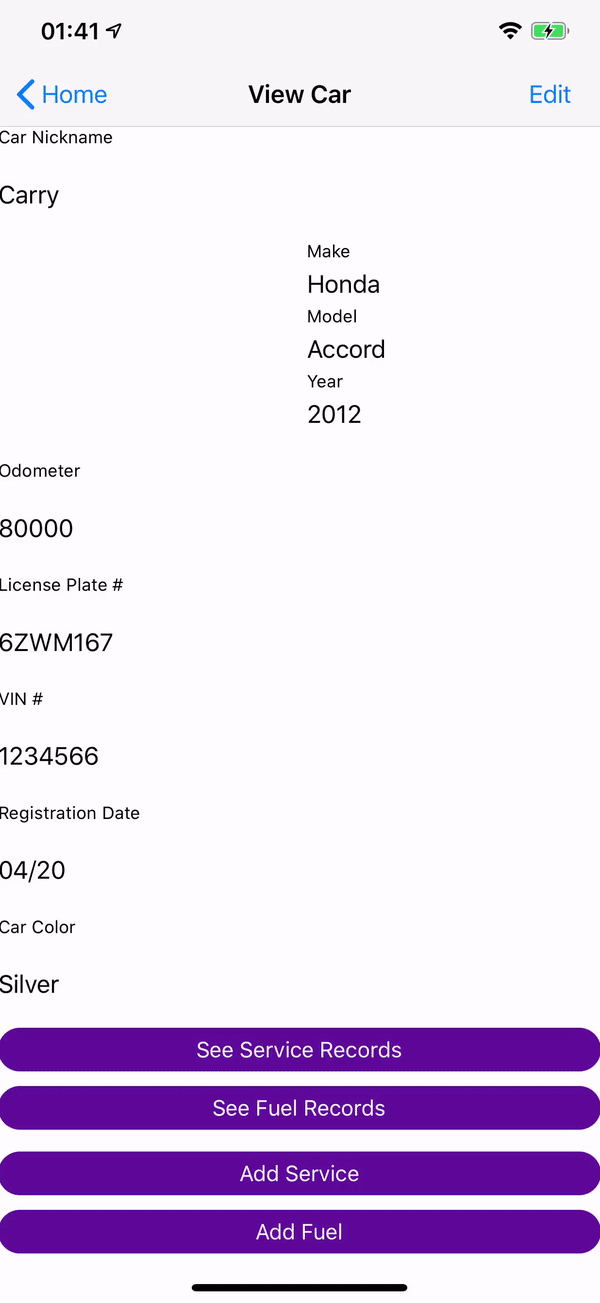 01:41
Home
View Car
Edit
Car Nickname
Carry
Make
Honda
Model
Accord
Year
2012
Odometer
80000
License Plate #
6ZWM167
VIN #
1234566
Registration Date
04/20
Car Color
Silver
See Service Records
See Fuel Records
Add Service
Add Fuel